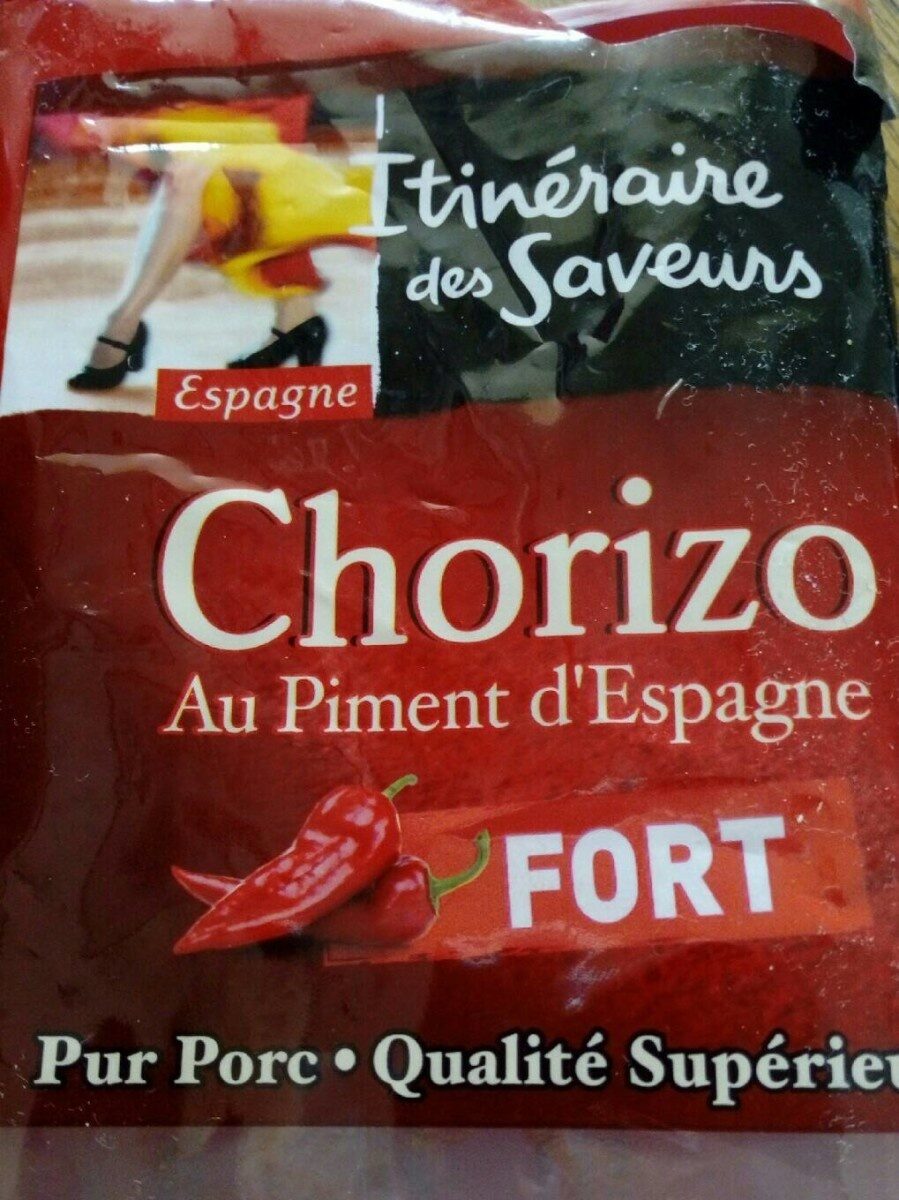 Itinéraire
des Saveurs
Espagne
Chorizo
Au Piment d'Espagne
FORT
Pur Porc • Qualité